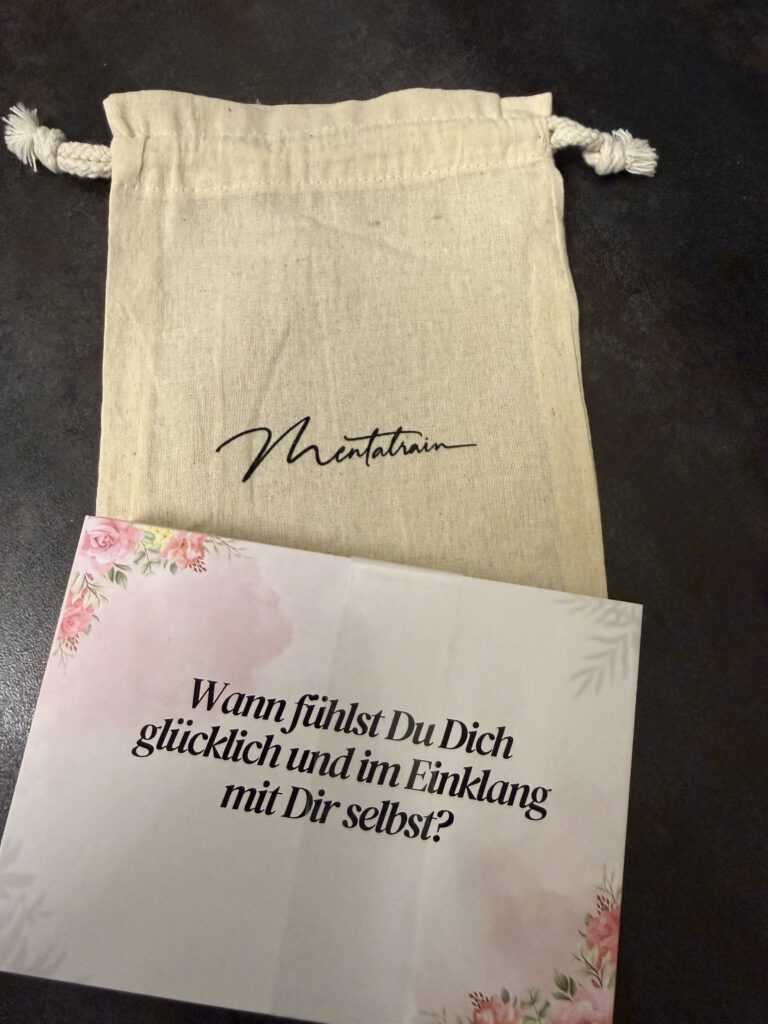 Mentatrain
Wann fühlst Du Dich
glücklich und im Einklang
mit Dir selbst?